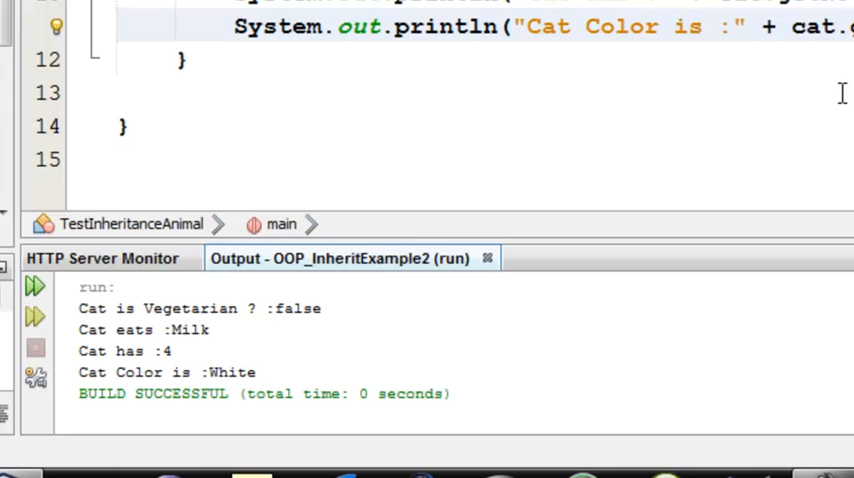 System.out.println("Cat Color is :" + cat.
12 }
13
14 }
15
TestInheritanceAnimal main
HTTP Server Monitor Output - OOP_InheritExample2 (run)
run:
Cat is Vegetarian ? :false
Cat eats :Milk
Cat has :4
Cat Color is :White
BUILD SUCCESSFUL (total time: 0 seconds)